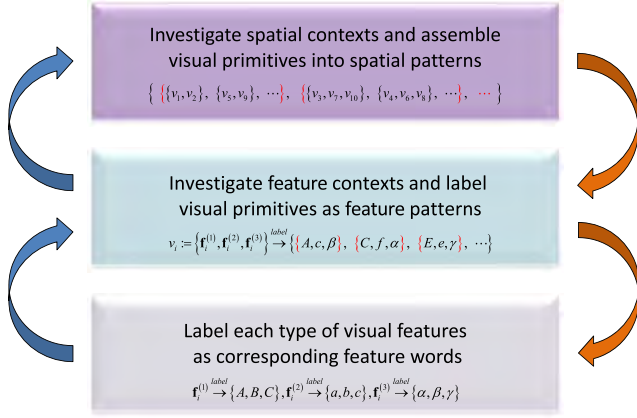 Investigate spatial contexts and assemble
visual primitives into spatial patterns
{ {{v₁,v₂}, {v₅,v₉}, ⋯}, {{v₃,v₇,v₁₀}, {v₄,v₆,v₈}, ⋯}, ⋯ }
Investigate feature contexts and label
visual primitives as feature patterns
vᵢ := {fᵢ⁽¹⁾, fᵢ⁽²⁾, fᵢ⁽³⁾} label→ {{A,c,β}, {C,f,α}, {E,e,γ}, ⋯}
Label each type of visual features
as corresponding feature words
fᵢ⁽¹⁾ label→ {A,B,C}, fᵢ⁽²⁾ label→ {a,b,c}, fᵢ⁽³⁾ label→ {α,β,γ}